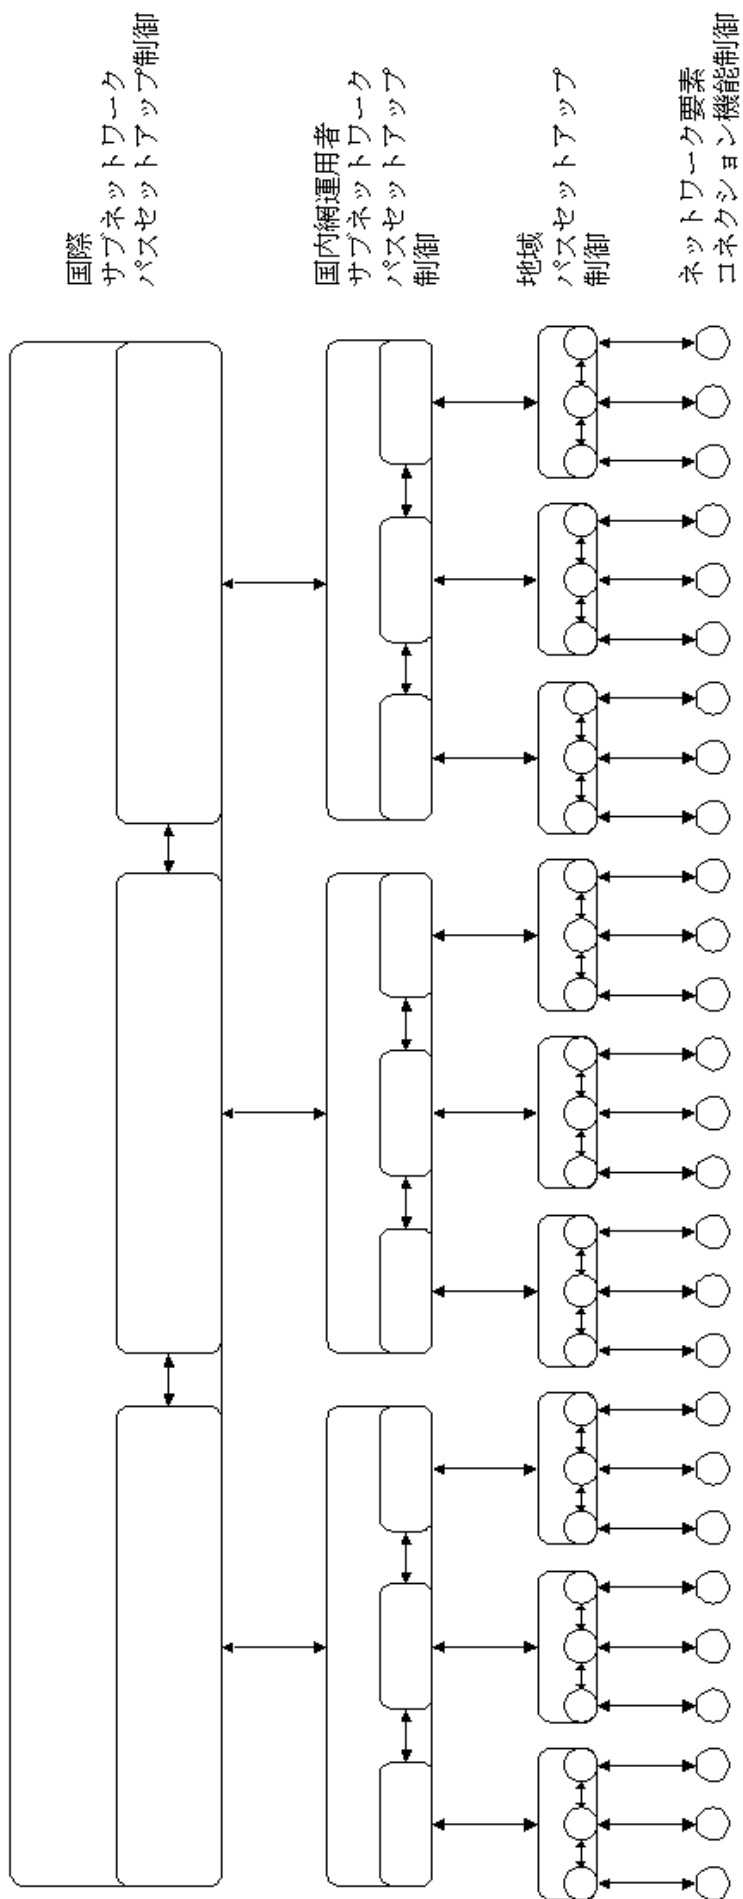 国際
サブネットワーク
パスセットアップ制御
国内網運用者
サブネットワーク
パスセットアップ
制御
地域
パスセットアップ
制御
ネットワーク要素
コネクション機能制御